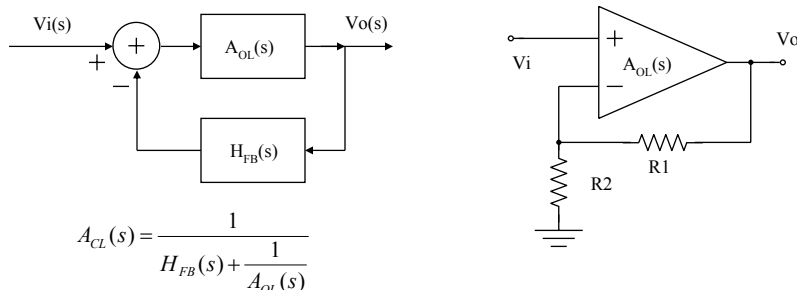 Vi(s)
+
+
−
A_OL(s)
Vo(s)
H_FB(s)
A_CL(s) = 1 / (H_FB(s) + 1 / A_OL(s))
Vi
+
−
A_OL(s)
Vo
R1
R2